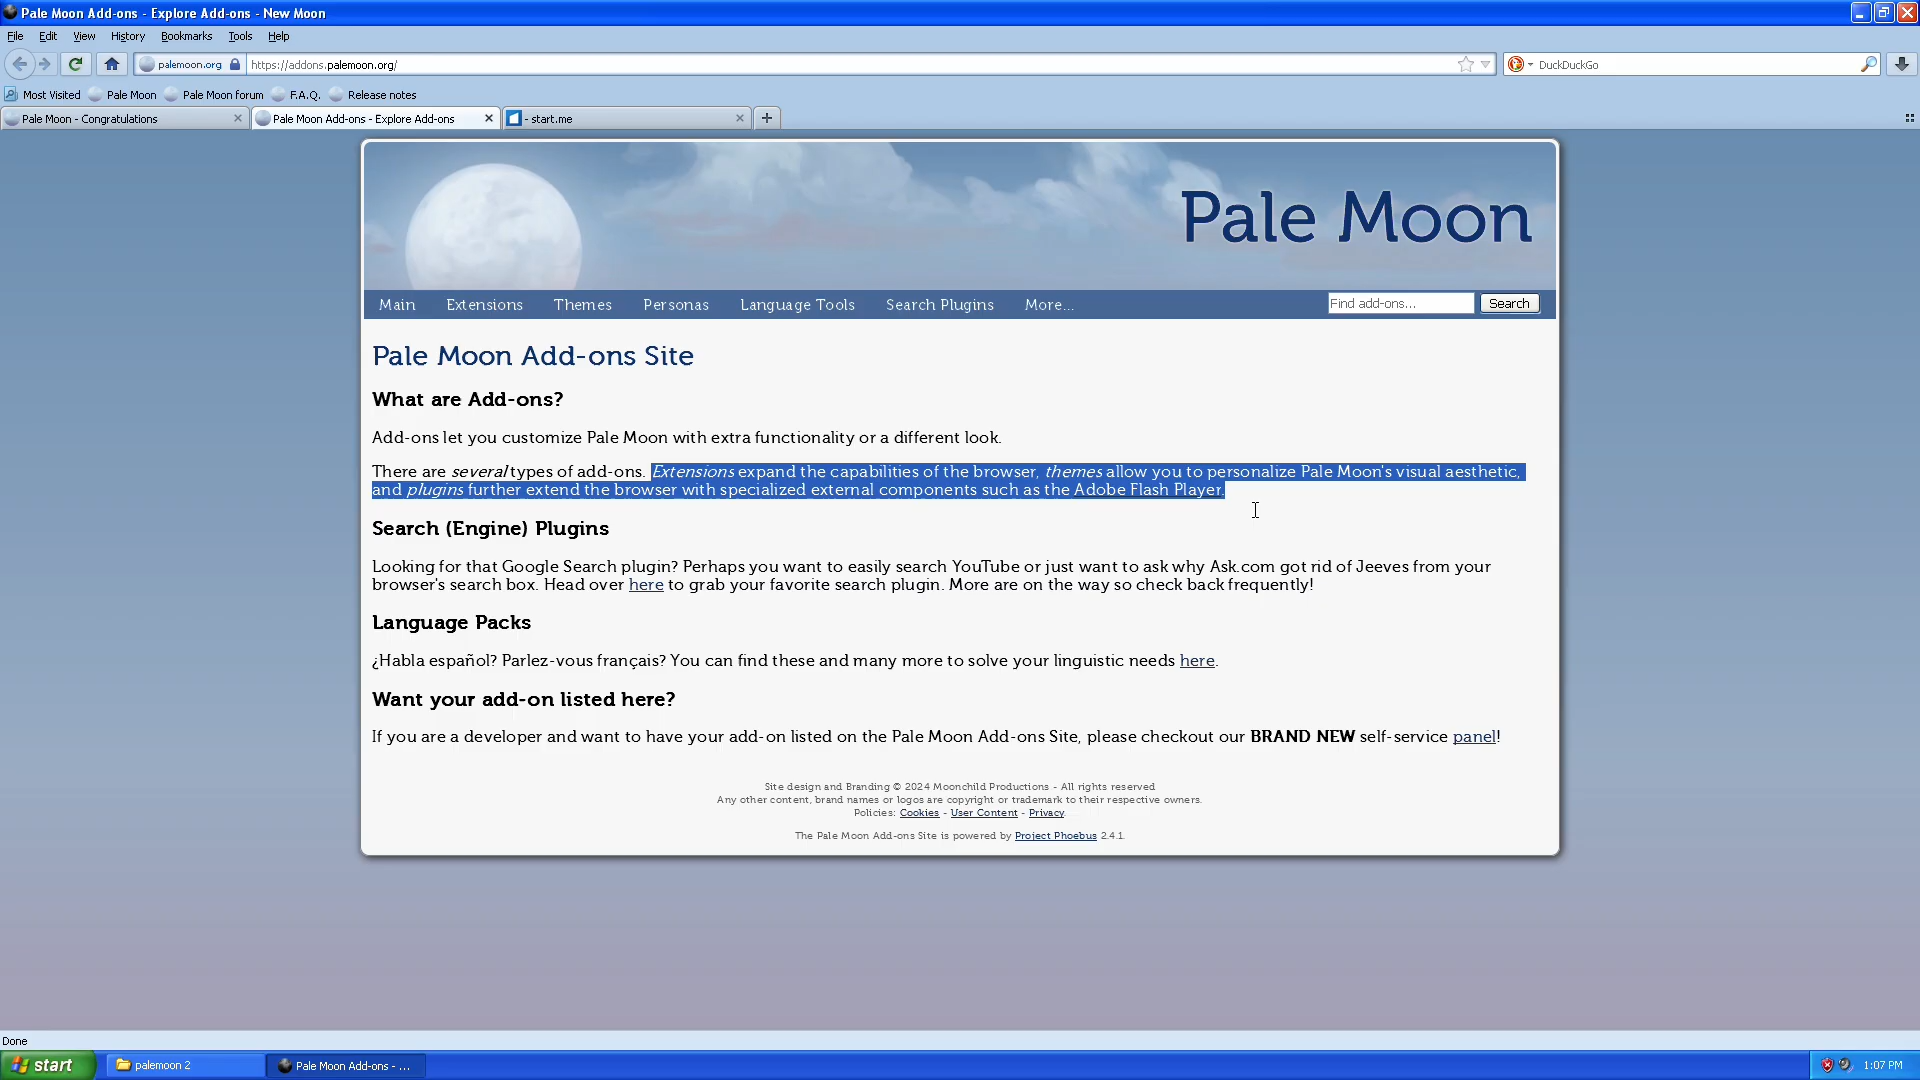 Pale Moon Add-ons - Explore Add-ons - New Moon
File Edit View History Bookmarks Tools Help
palemoon.org https://addons.palemoon.org/ DuckDuckGo
Most Visited Pale Moon Pale Moon forum F.A.Q. Release notes
Pale Moon - Congratulations Pale Moon Add-ons - Explore Add-ons - start.me
Pale Moon
Main Extensions Themes Personas Language Tools Search Plugins More... Find add-ons... Search
Pale Moon Add-ons Site
What are Add-ons?
Add-ons let you customize Pale Moon with extra functionality or a different look.
There are several types of add-ons. Extensions expand the capabilities of the browser, themes allow you to personalize Pale Moon's visual aesthetic,
and plugins further extend the browser with specialized external components such as the Adobe Flash Player.
Search (Engine) Plugins
Looking for that Google Search plugin? Perhaps you want to easily search YouTube or just want to ask why Ask.com got rid of Jeeves from your
browser's search box. Head over here to grab your favorite search plugin. More are on the way so check back frequently!
Language Packs
¿Habla español? Parlez-vous français? You can find these and many more to solve your linguistic needs here.
Want your add-on listed here?
If you are a developer and want to have your add-on listed on the Pale Moon Add-ons Site, please checkout our BRAND NEW self-service panel!
Site design and Branding © 2024 Moonchild Productions - All rights reserved
Any other content, brand names or logos are copyright or trademark to their respective owners.
Policies: Cookies - User Content - Privacy.
The Pale Moon Add-ons Site is powered by Project Phoebus 2.4.1.
Done
start palemoon 2 Pale Moon Add-ons - ... 1:07 PM